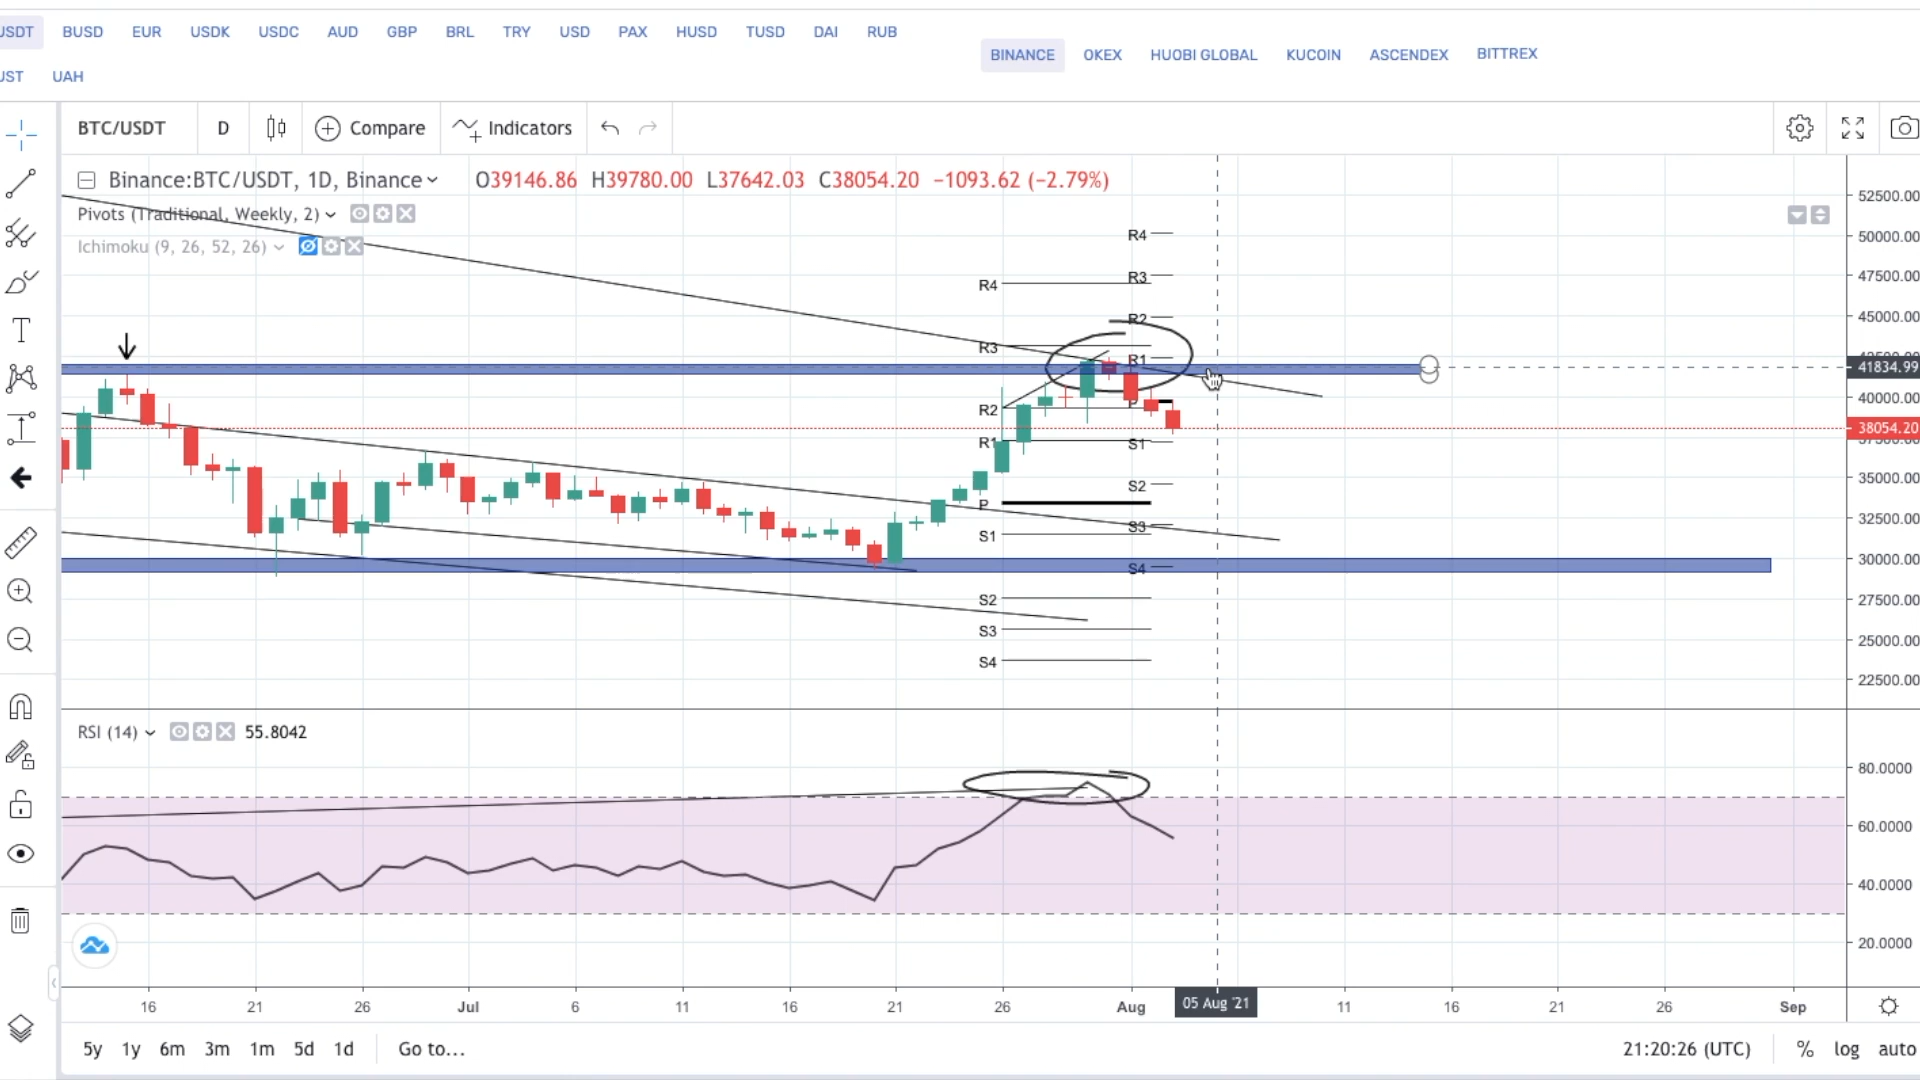 USDT BUSD EUR USDK USDC AUD GBP BRL TRY USD PAX HUSD TUSD DAI RUB
BINANCE OKEX HUOBI GLOBAL KUCOIN ASCENDEX BITTREX
UST UAH
BTC/USDT D Compare Indicators
Binance:BTC/USDT, 1D, Binance O39146.86 H39780.00 L37642.03 C38054.20 −1093.62 (−2.79%)
52500.00
Pivots (Traditional, Weekly, 2)
R4
50000.00
Ichimoku (9, 26, 52, 26)
R3
47500.00
R4
R2
45000.00
R3
R1
41834.99
40000.00
R2
P
38054.20
R1
S1
35000.00
S2
P
32500.00
S3
S1
30000.00
S4
27500.00
S2
S3
25000.00
S4
22500.00
RSI (14) 55.8042
80.0000
60.0000
40.0000
20.0000
16 21 26 Jul 6 11 16 21 26 Aug 05 Aug '21 11 16 21 26 Sep
5y 1y 6m 3m 1m 5d 1d Go to... 21:20:26 (UTC) % log auto